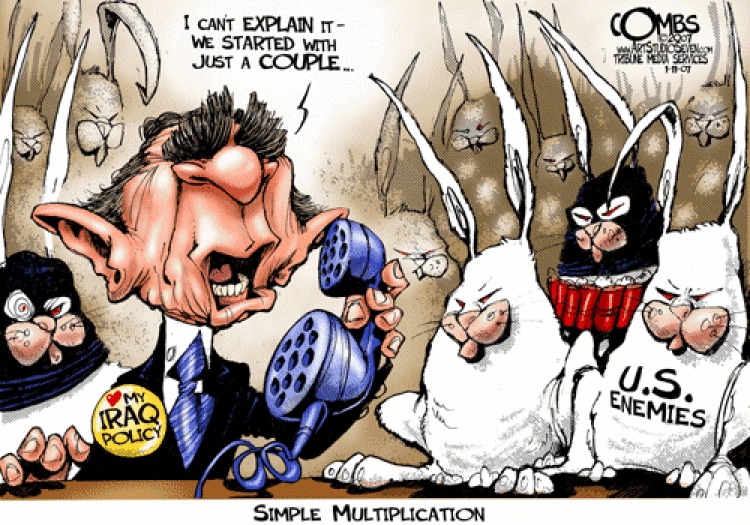 I CAN'T EXPLAIN IT-
WE STARTED WITH
JUST A COUPLE...
COMBS
©2007
www.ARTSTUDIOSEVEN.com
TRIBUNE MEDIA SERVICES
1-11-07
♥ MY
IRAQ
POLICY
U.S.
ENEMIES
SIMPLE MULTIPLICATION